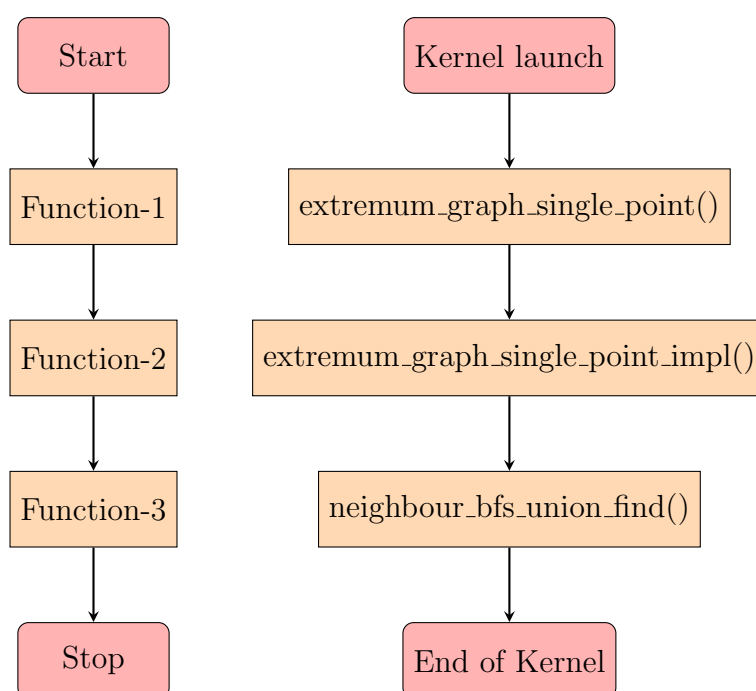 Start
Kernel launch
Function-1
extremum_graph_single_point()
Function-2
extremum_graph_single_point_impl()
Function-3
neighbour_bfs_union_find()
Stop
End of Kernel